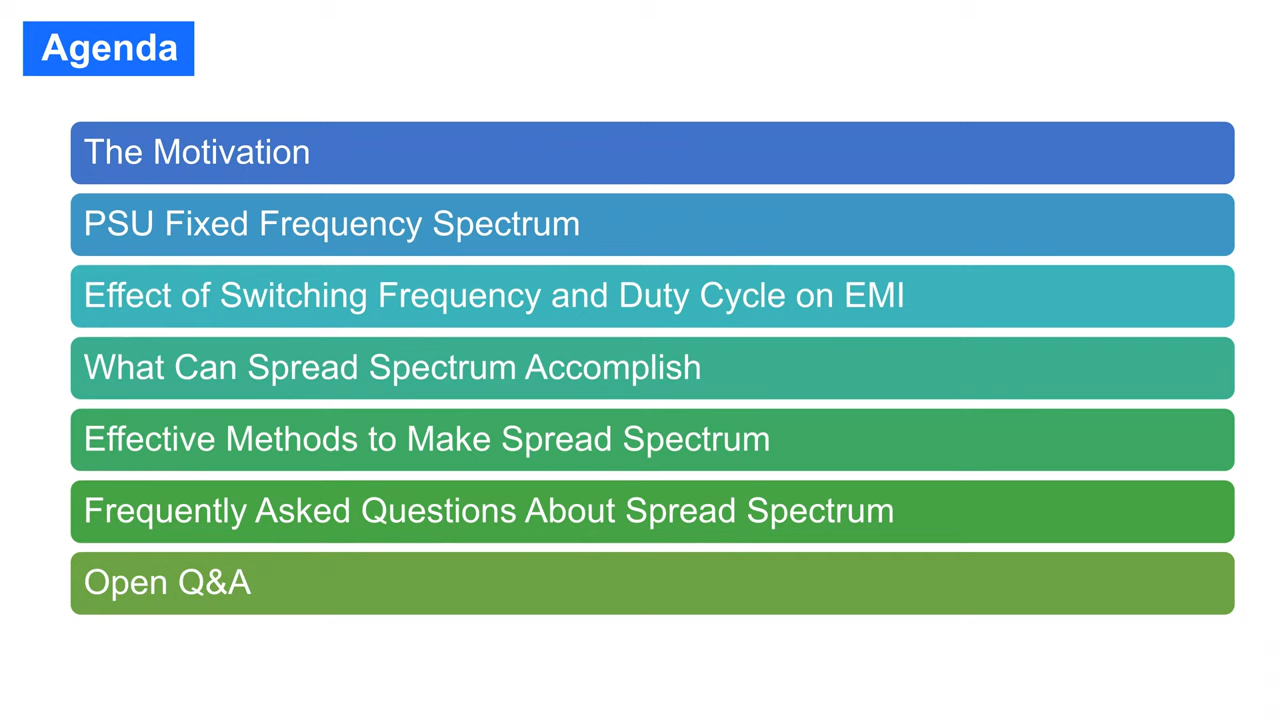 Agenda
The Motivation
PSU Fixed Frequency Spectrum
Effect of Switching Frequency and Duty Cycle on EMI
What Can Spread Spectrum Accomplish
Effective Methods to Make Spread Spectrum
Frequently Asked Questions About Spread Spectrum
Open Q&A